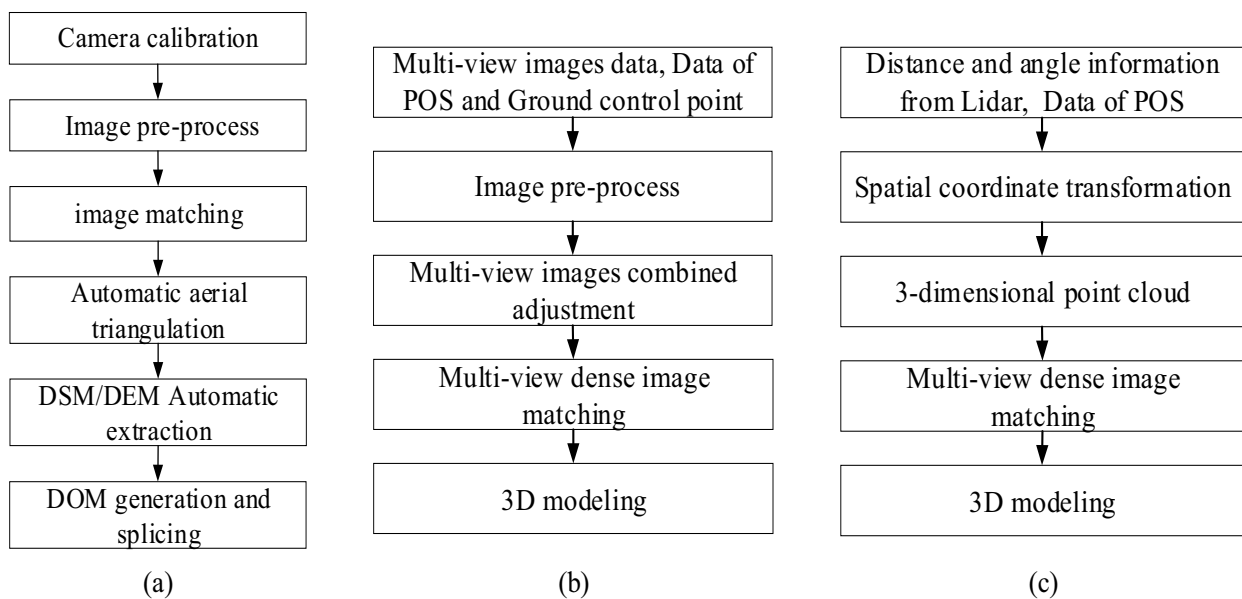 Camera calibration
Image pre-process
image matching
Automatic aerial
triangulation
DSM/DEM Automatic
extraction
DOM generation and
splicing
(a)
Multi-view images data, Data of
POS and Ground control point
Image pre-process
Multi-view images combined
adjustment
Multi-view dense image
matching
3D modeling
(b)
Distance and angle information
from Lidar, Data of POS
Spatial coordinate transformation
3-dimensional point cloud
Multi-view dense image
matching
3D modeling
(c)